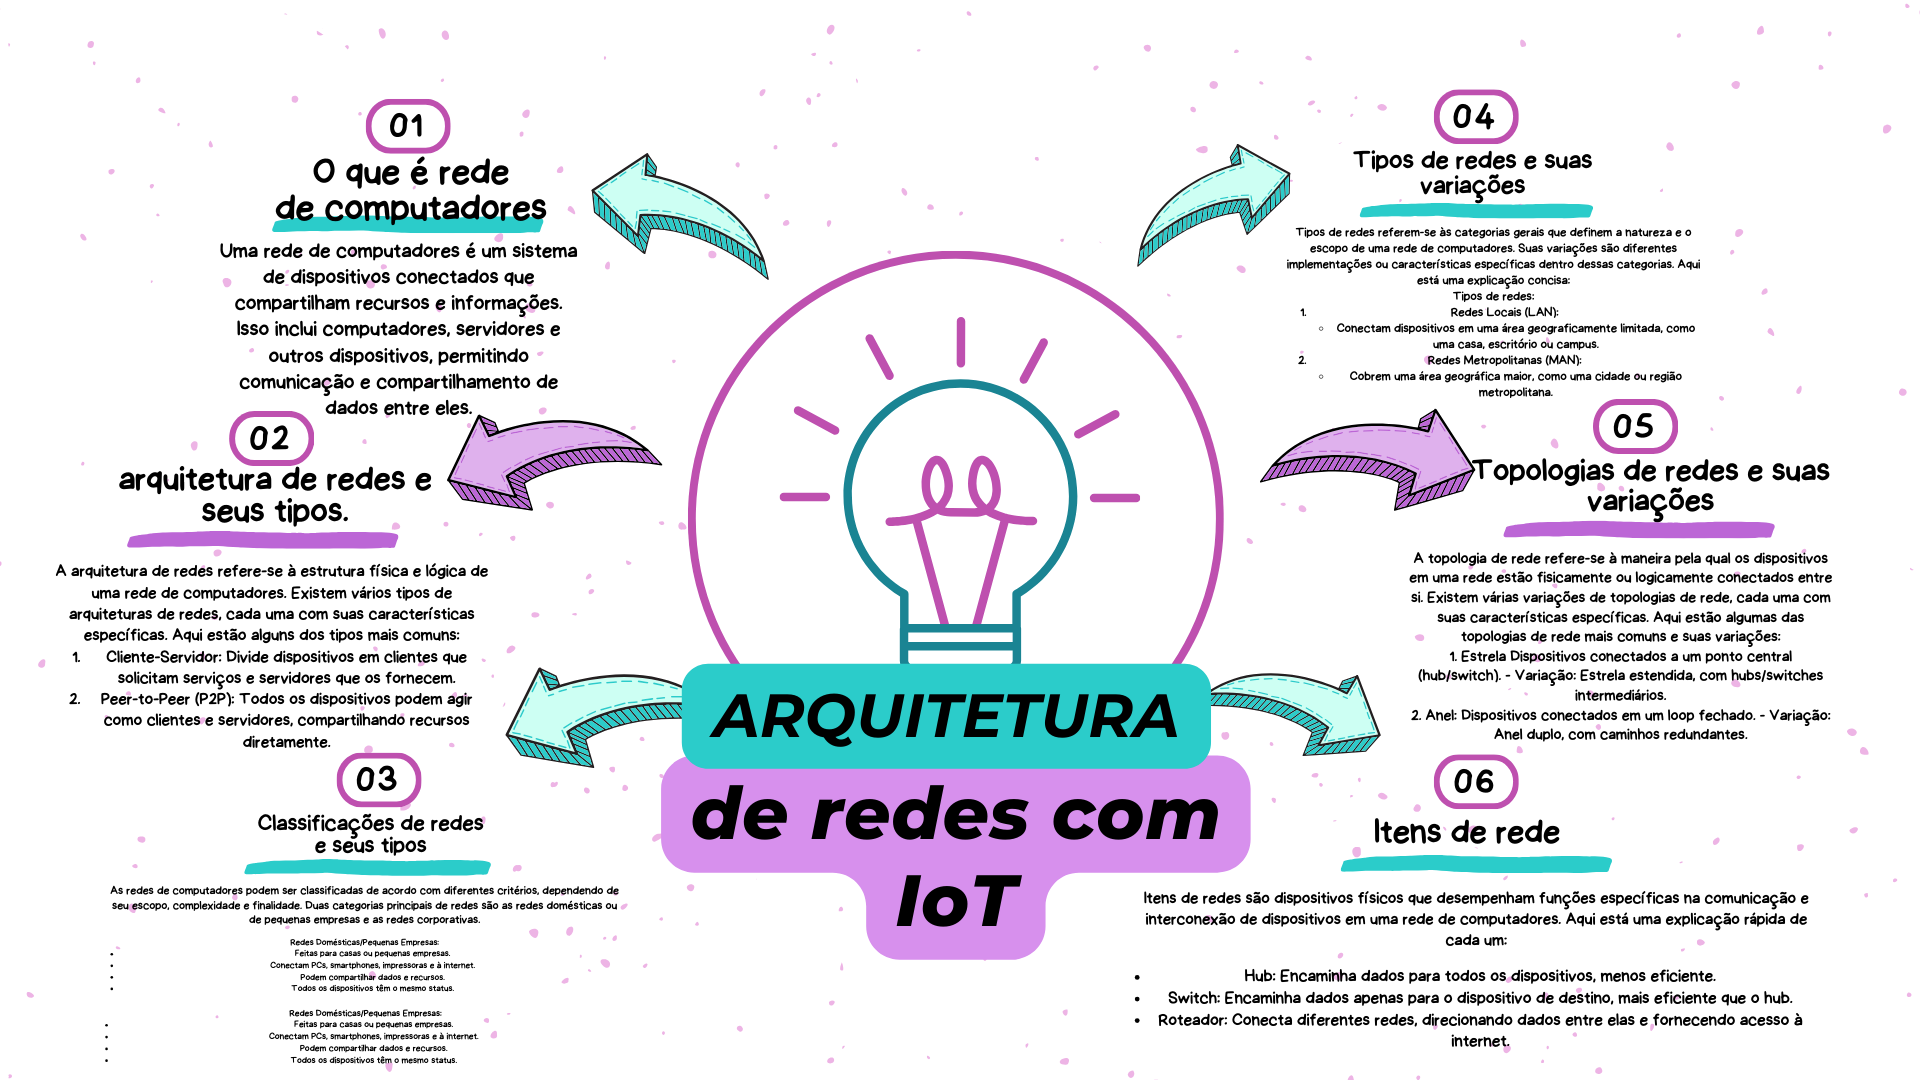 01
O que é rede
de computadores
Uma rede de computadores é um sistema
de dispositivos conectados que
compartilham recursos e informações.
Isso inclui computadores, servidores e
outros dispositivos, permitindo
comunicação e compartilhamento de
dados entre eles.
02
arquitetura de redes e
seus tipos.
A arquitetura de redes refere-se à estrutura física e lógica de
uma rede de computadores. Existem vários tipos de
arquiteturas de redes, cada uma com suas características
específicas. Aqui estão alguns dos tipos mais comuns:
1. Cliente-Servidor: Divide dispositivos em clientes que
solicitam serviços e servidores que os fornecem.
2. Peer-to-Peer (P2P): Todos os dispositivos podem agir
como clientes e servidores, compartilhando recursos
diretamente.
03
Classificações de redes
e seus tipos
As redes de computadores podem ser classificadas de acordo com diferentes critérios, dependendo de
seu escopo, complexidade e finalidade. Duas categorias principais de redes são as redes domésticas ou
de pequenas empresas e as redes corporativas.
Redes Domésticas/Pequenas Empresas:
• Feitas para casas ou pequenas empresas.
• Conectam PCs, smartphones, impressoras e à internet.
• Podem compartilhar dados e recursos.
• Todos os dispositivos têm o mesmo status.
Redes Domésticas/Pequenas Empresas:
• Feitas para casas ou pequenas empresas.
• Conectam PCs, smartphones, impressoras e à internet.
• Podem compartilhar dados e recursos.
• Todos os dispositivos têm o mesmo status.
ARQUITETURA
de redes com
IoT
04
Tipos de redes e suas
variações
Tipos de redes referem-se às categorias gerais que definem a natureza e o
escopo de uma rede de computadores. Suas variações são diferentes
implementações ou características específicas dentro dessas categorias. Aqui
está uma explicação concisa:
Tipos de redes:
1. Redes Locais (LAN):
○ Conectam dispositivos em uma área geograficamente limitada, como
uma casa, escritório ou campus.
2. Redes Metropolitanas (MAN):
○ Cobrem uma área geográfica maior, como uma cidade ou região
metropolitana.
05
Topologias de redes e suas
variações
A topologia de rede refere-se à maneira pela qual os dispositivos
em uma rede estão fisicamente ou logicamente conectados entre
si. Existem várias variações de topologias de rede, cada uma com
suas características específicas. Aqui estão algumas das
topologias de rede mais comuns e suas variações:
1. Estrela Dispositivos conectados a um ponto central
(hub/switch). - Variação: Estrela estendida, com hubs/switches
intermediários.
2. Anel: Dispositivos conectados em um loop fechado. - Variação:
Anel duplo, com caminhos redundantes.
06
Itens de rede
Itens de redes são dispositivos físicos que desempenham funções específicas na comunicação e
interconexão de dispositivos em uma rede de computadores. Aqui está uma explicação rápida de
cada um:
• Hub: Encaminha dados para todos os dispositivos, menos eficiente.
• Switch: Encaminha dados apenas para o dispositivo de destino, mais eficiente que o hub.
• Roteador: Conecta diferentes redes, direcionando dados entre elas e fornecendo acesso à
internet.